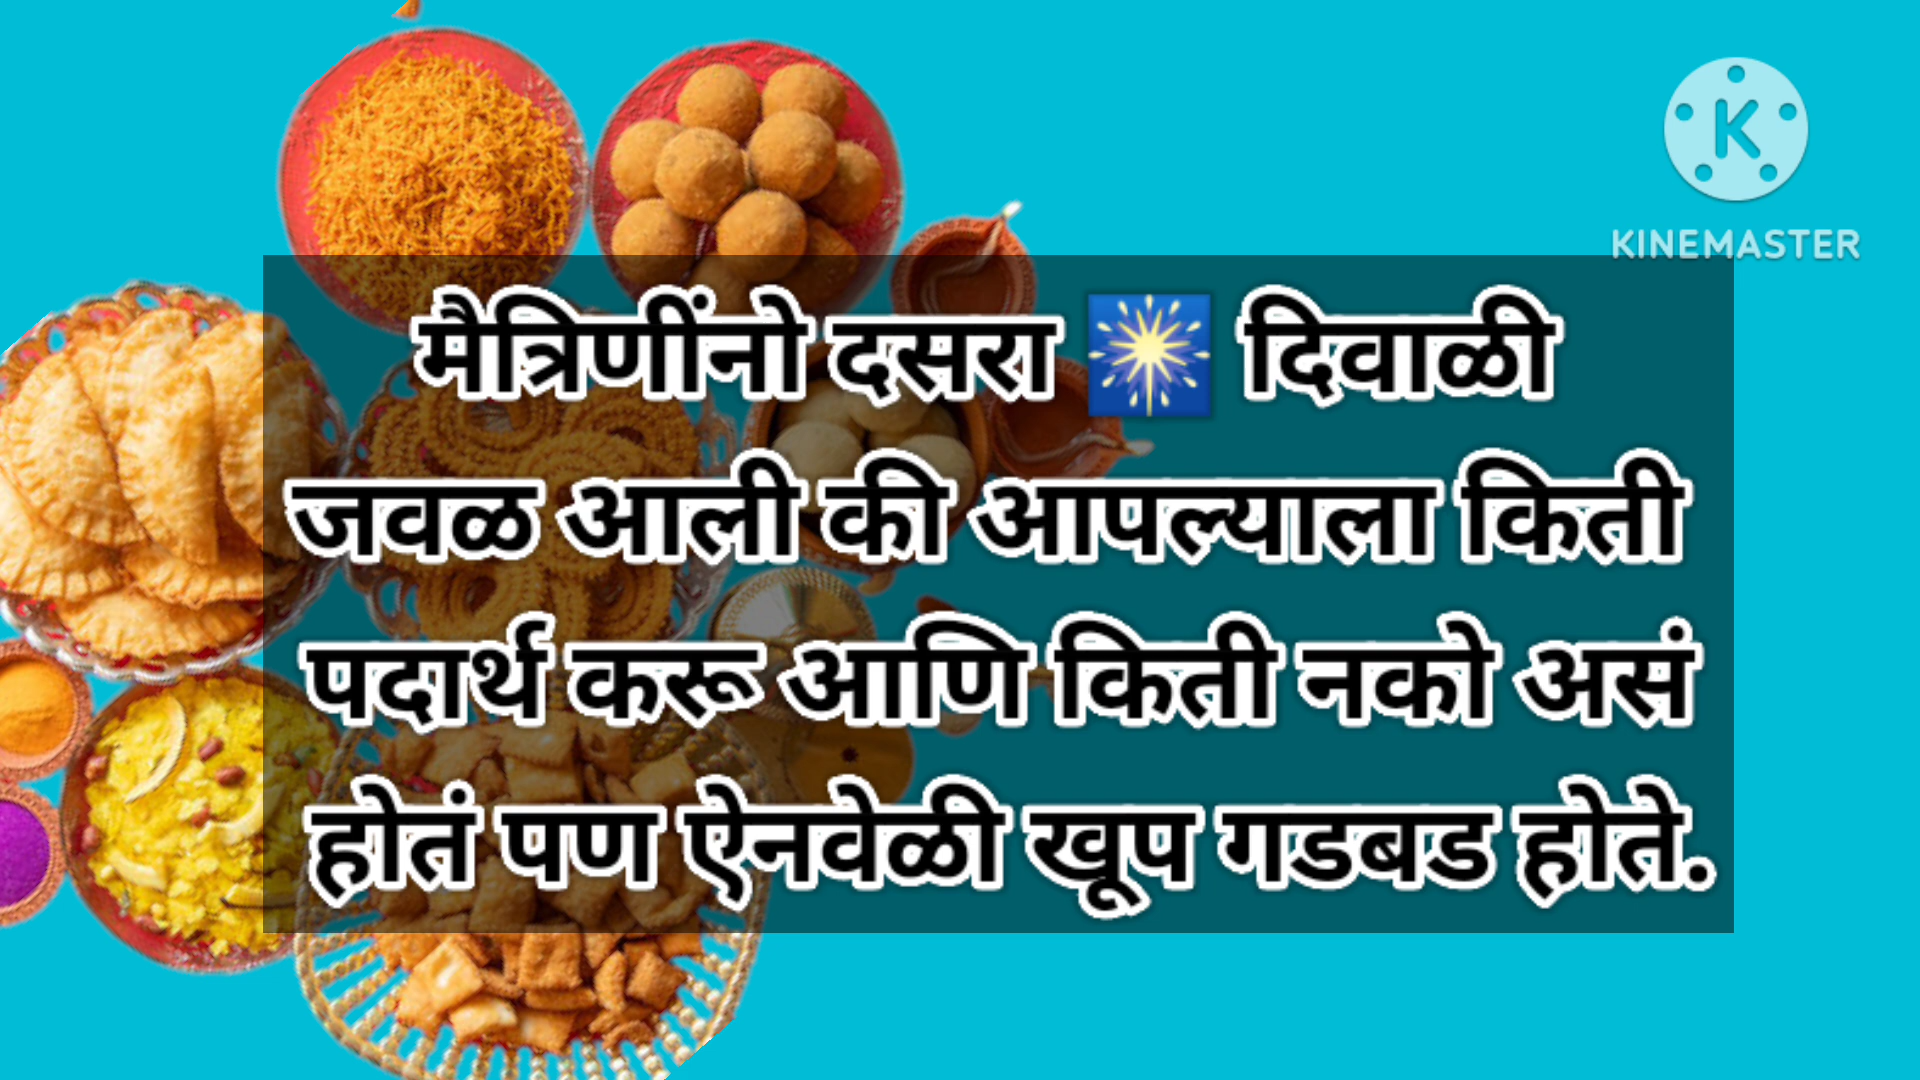 KINEMASTER
मैत्रिणींनो दसरा 🎇 दिवाळी
जवळ आली की आपल्याला किती
पदार्थ करू आणि किती नको असं
होतं पण ऐनवेळी खूप गडबड होते.